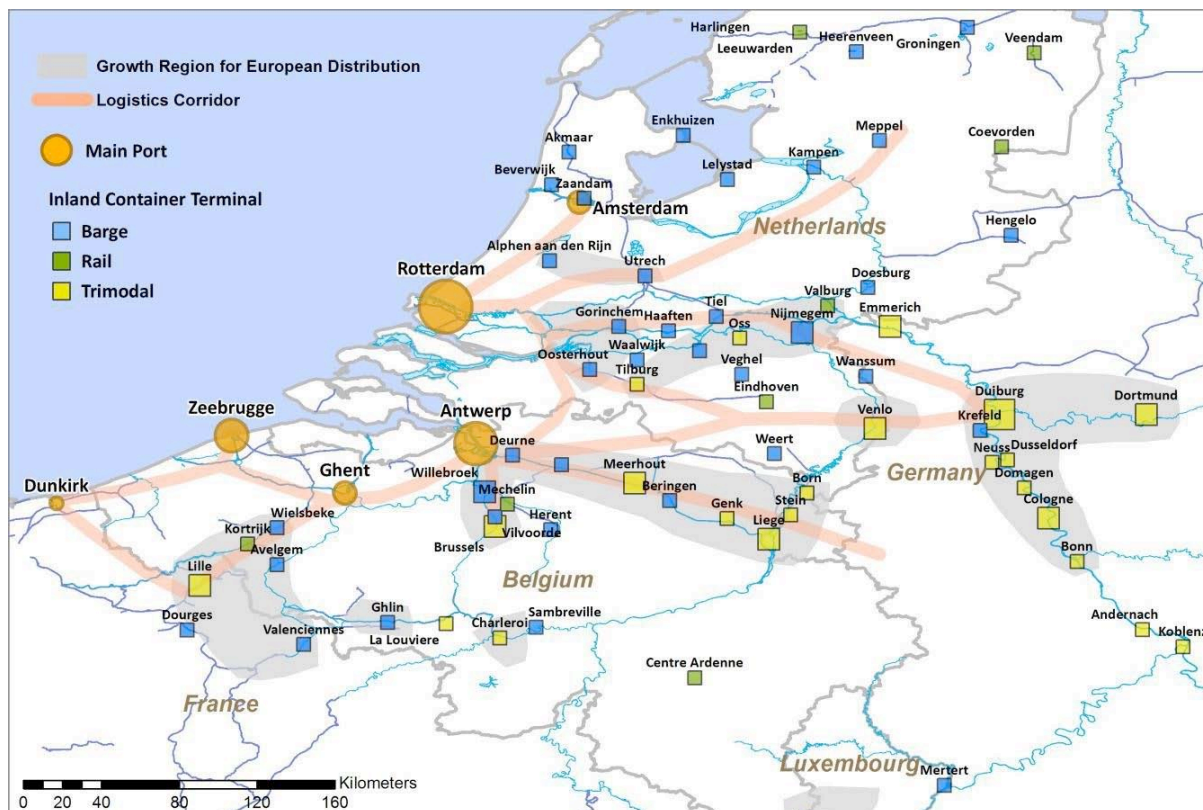 Growth Region for European Distribution
Logistics Corridor
Main Port
Inland Container Terminal
Barge
Rail
Trimodal
Harlingen
Leeuwarden
Heerenveen
Groningen
Veendam
Akmaar
Enkhuizen
Meppel
Coevorden
Beverwijk
Zaandam
Lelystad
Kampen
Amsterdam
Netherlands
Hengelo
Alphen aan den Rijn
Utrech
Rotterdam
Doesburg
Valburg
Emmerich
Gorinchem
Haaften
Tiel
Oss
Nijmegem
Oosterhout
Waalwijk
Tilburg
Veghel
Eindhoven
Wanssum
Zeebrugge
Antwerp
Venlo
Duiburg
Dortmund
Krefeld
Neuss
Dusseldorf
Deurne
Weert
Germany
Domagen
Dunkirk
Ghent
Willebroek
Meerhout
Born
Mechelin
Beringen
Genk
Stein
Cologne
Wielsbeke
Kortrijk
Avelgem
Herent
Vilvoorde
Brussels
Liege
Bonn
Lille
Belgium
Dourges
Valenciennes
Ghlin
La Louviere
Charleroi
Sambreville
Andernach
Koblenz
Centre Ardenne
France
Luxembourg
Mertert
Kilometers
0 20 40 80 120 160